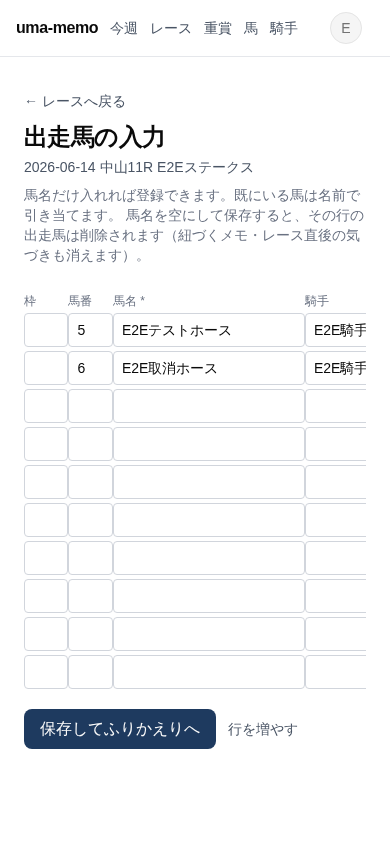 uma-memo 今週 レース 重賞 馬 騎手 E
← レースへ戻る
出走馬の入力
2026-06-14 中山11R E2Eステークス
馬名だけ入れれば登録できます。既にいる馬は名前で
引き当てます。 馬名を空にして保存すると、その行の
出走馬は削除されます（紐づくメモ・レース直後の気
づきも消えます）。
枠 馬番 馬名 * 騎手
5 E2Eテストホース E2E騎手
6 E2E取消ホース E2E騎手
保存してふりかえりへ 行を増やす